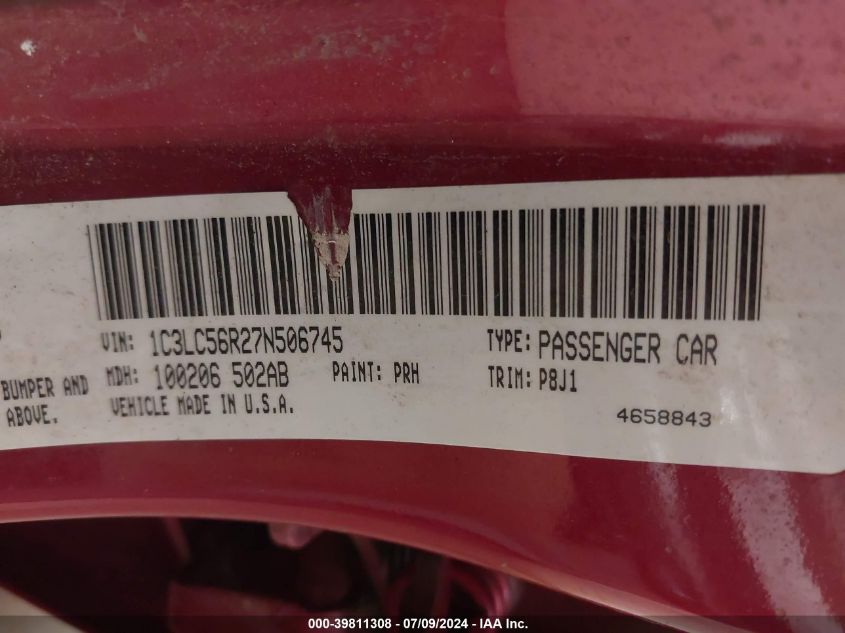 VIN: 1C3LC56R27N506745 TYPE: PASSENGER CAR
BUMPER AND MDH: 100206 502AB PAINT: PRH TRIM: P8J1
ABOVE. VEHICLE MADE IN U.S.A.
4658843
000-39811308 - 07/09/2024 - IAA Inc.